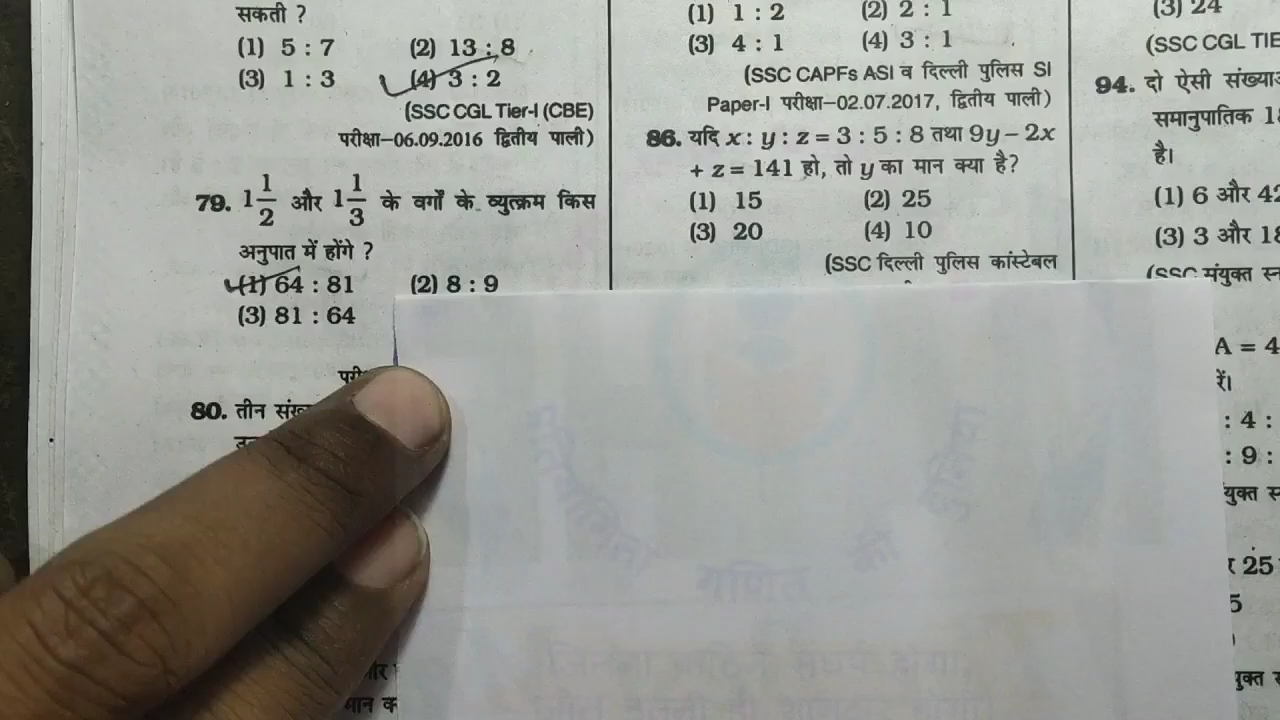 सकती ?
(1) 5 : 7 (2) 13 : 8
(3) 1 : 3 (4) 3 : 2
(SSC CGL Tier-I (CBE)
परीक्षा–06.09.2016 द्वितीय पाली)
79. 1 1/2 और 1 1/3 के वर्गों के व्युत्क्रम किस
अनुपात में होंगे ?
(1) 64 : 81 (2) 8 : 9
(3) 81 : 64
80. तीन
(1) 1 : 2 (2) 2 : 1
(3) 4 : 1 (4) 3 : 1
(SSC CAPFs ASI व दिल्ली पुलिस SI
Paper-I परीक्षा–02.07.2017, द्वितीय पाली)
86. यदि x : y : z = 3 : 5 : 8 तथा 9y – 2x
+ z = 141 हो, तो y का मान क्या है?
(1) 15 (2) 25
(3) 20 (4) 10
(SSC दिल्ली पुलिस कांस्टेबल
गणित
(3) 24
(SSC CGL TIE
94. दो ऐसी
समानुपातिक
है।
(1) 6 और
(3) 3 और
(SSC संयुक्त
A = 4
: 4 :
: 9 :
25
5